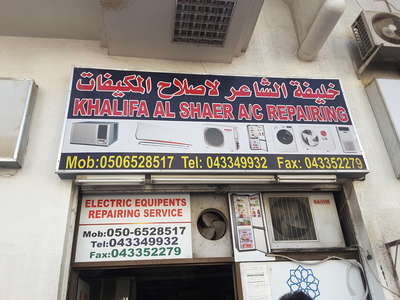 خليفة الشاعر لاصلاح المكيفات
KHALIFA AL SHAER A/C REPAIRING
Mob:0506528517 Tel: 043349932 Fax: 043352279
ELECTRIC EQUIPENTS
REPAIRING SERVICE
Mob:050-6528517
Tel:043349932
Fax:043352279